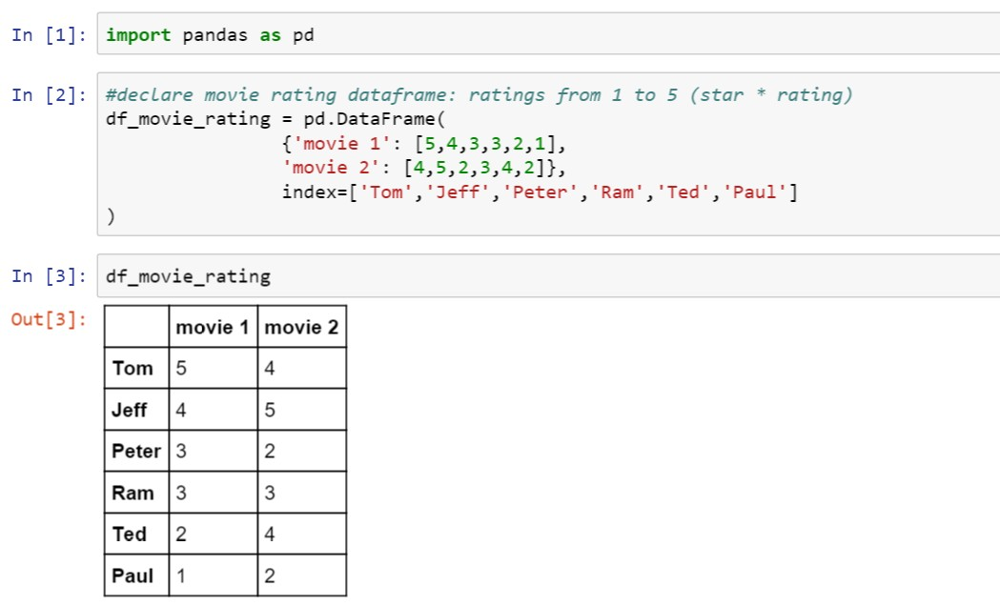 In [1]: import pandas as pd
In [2]: #declare movie rating dataframe: ratings from 1 to 5 (star * rating)
df_movie_rating = pd.DataFrame(
{'movie 1': [5,4,3,3,2,1],
'movie 2': [4,5,2,3,4,2]},
index=['Tom','Jeff','Peter','Ram','Ted','Paul']
)
In [3]: df_movie_rating
Out[3]:
movie 1 movie 2
Tom 5 4
Jeff 4 5
Peter 3 2
Ram 3 3
Ted 2 4
Paul 1 2